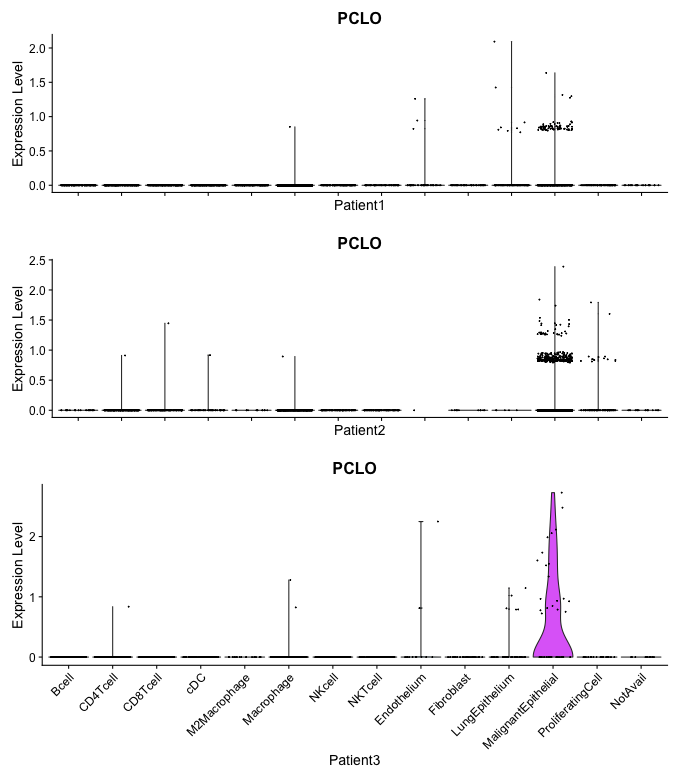 PCLO
Expression Level
2.0
1.5
1.0
0.5
0.0
Patient1
PCLO
Expression Level
2.5
2.0
1.5
1.0
0.5
0.0
Patient2
PCLO
Expression Level
2
1
0
Bcell
CD4Tcell
CD8Tcell
cDC
M2Macrophage
Macrophage
NKcell
NKTcell
Endothelium
Fibroblast
LungEpithelium
MalignantEpithelial
ProliferatingCell
NotAvail
Patient3